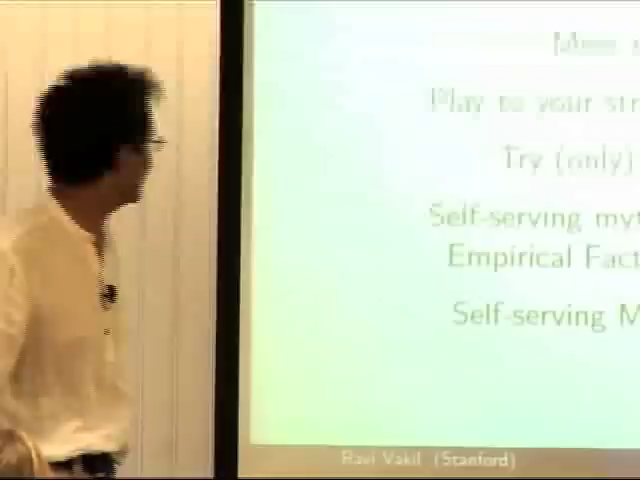 Play to your str
Try (only)
Self-serving myt
Empirical Fact
Self-serving M
Ravi Vakil (Stanford)